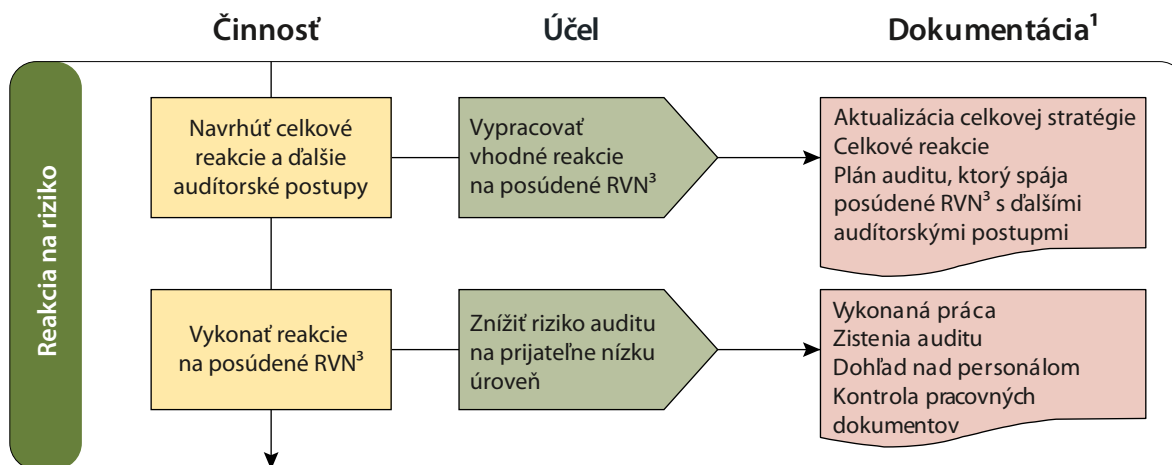 Činnosť
Účel
Dokumentácia¹
Reakcia na riziko
Navrhúť celkové
reakcie a ďalšie
audítorské postupy
Vypracovať
vhodné reakcie
na posúdené RVN³
Aktualizácia celkovej stratégie
Celkové reakcie
Plán auditu, ktorý spája
posúdené RVN³ s ďalšími
audítorskými postupmi
Vykonať reakcie
na posúdené RVN³
Znížiť riziko auditu
na prijateľne nízku
úroveň
Vykonaná práca
Zistenia auditu
Dohľad nad personálom
Kontrola pracovných
dokumentov